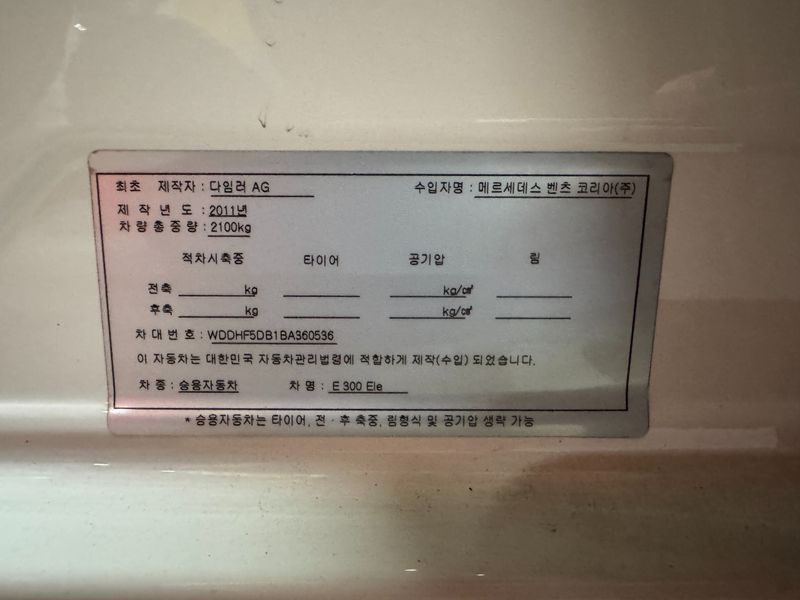 최초 제작자 : 다임러 AG 수입자명 : 메르세데스 벤츠 코리아(주)
제 작 년 도 : 2011년
차 량 총 중 량 : 2100kg
적차시축중 타이어 공기압 림
전축 kg kg/㎠
후축 kg kg/㎠
차 대 번 호 : WDDHF5DB1BA360536
이 자동차는 대한민국 자동차관리법령에 적합하게 제작(수입) 되었습니다.
차 종 : 승용자동차 차 명 : E 300 Ele
* 승용자동차는 타이어, 전 · 후 축중, 림형식 및 공기압 생략 가능